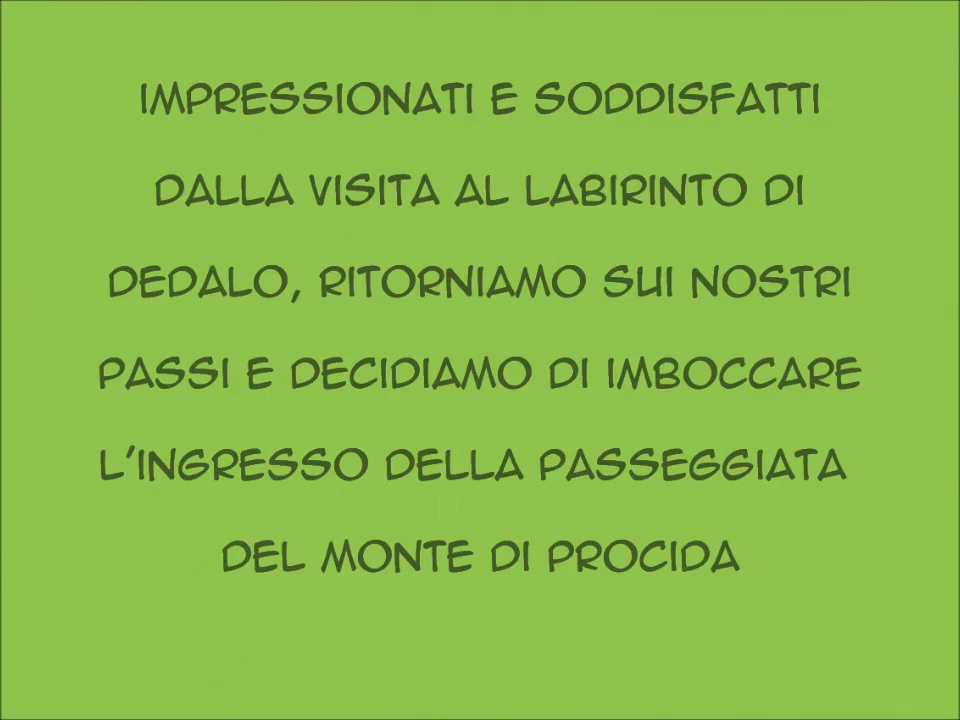 IMPRESSIONATI E SODDISFATTI
DALLA VISITA AL LABIRINTO DI
DEDALO, RITORNIAMO SUI NOSTRI
PASSI E DECIDIAMO DI IMBOCCARE
L'INGRESSO DELLA PASSEGGIATA
DEL MONTE DI PROCIDA